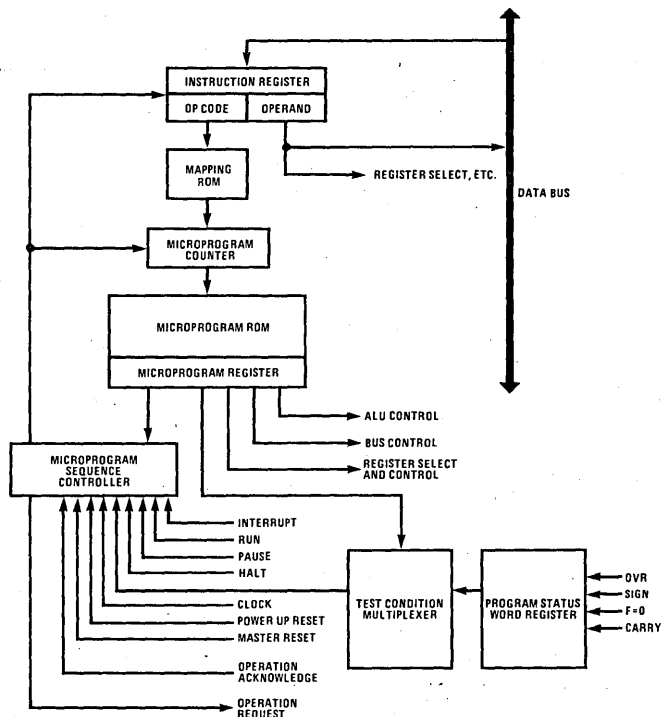 INSTRUCTION REGISTER
OP CODE
OPERAND
MAPPING
ROM
REGISTER SELECT, ETC.
DATA BUS
MICROPROGRAM
COUNTER
MICROPROGRAM ROM
MICROPROGRAM REGISTER
ALU CONTROL
BUS CONTROL
REGISTER SELECT
AND CONTROL
MICROPROGRAM
SEQUENCE
CONTROLLER
INTERRUPT
RUN
PAUSE
HALT
CLOCK
POWER UP RESET
MASTER RESET
OPERATION
ACKNOWLEDGE
OPERATION
REQUEST
TEST CONDITION
MULTIPLEXER
PROGRAM STATUS
WORD REGISTER
OVR
SIGN
F=0
CARRY